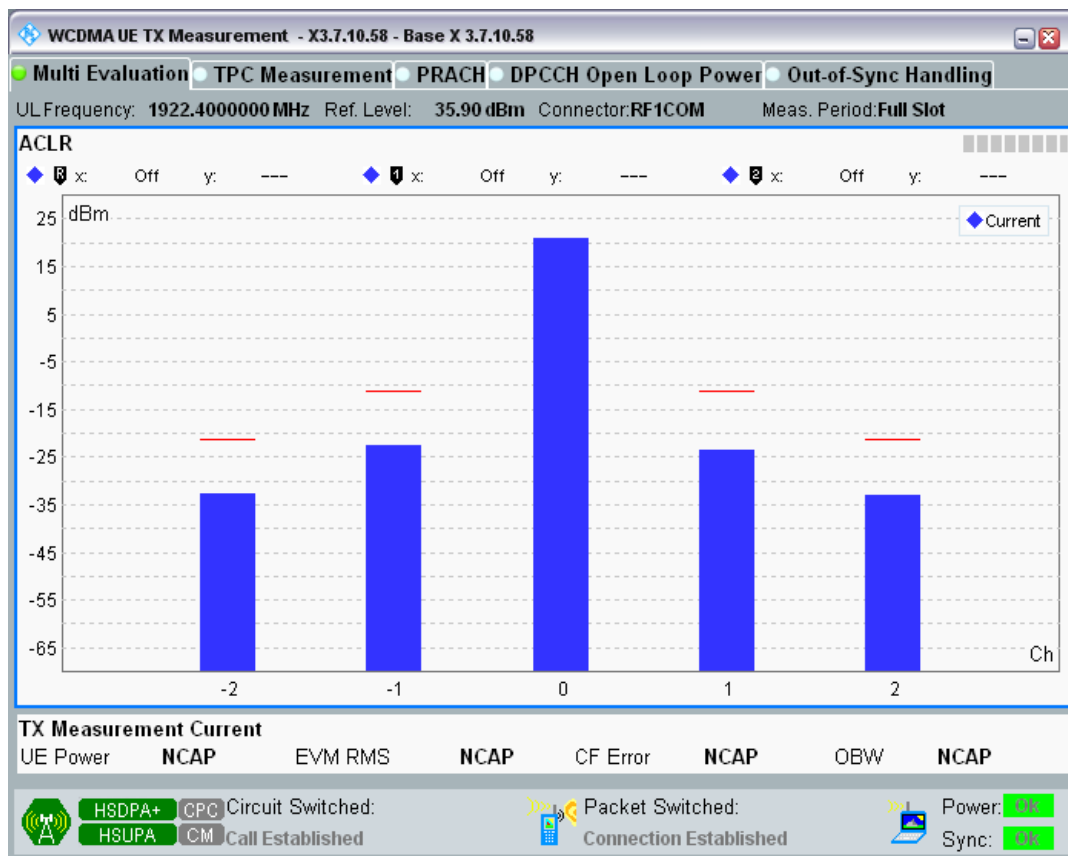 WCDMA UE TX Measurement - X3.7.10.58 - Base X 3.7.10.58
Multi Evaluation TPC Measurement PRACH DPCCH Open Loop Power Out-of-Sync Handling
UL Frequency: 1922.4000000 MHz Ref. Level: 35.90 dBm Connector:RF1COM Meas. Period:Full Slot
ACLR
R x: Off y: --- 1 x: Off y: --- 2 x: Off y: ---
dBm
Current
25
15
5
-5
-15
-25
-35
-45
-55
-65
Ch
-2 -1 0 1 2
TX Measurement Current
UE Power NCAP EVM RMS NCAP CF Error NCAP OBW NCAP
HSDPA+ CPC Circuit Switched: Packet Switched: Power: OK
HSUPA CM Call Established Connection Established Sync: OK